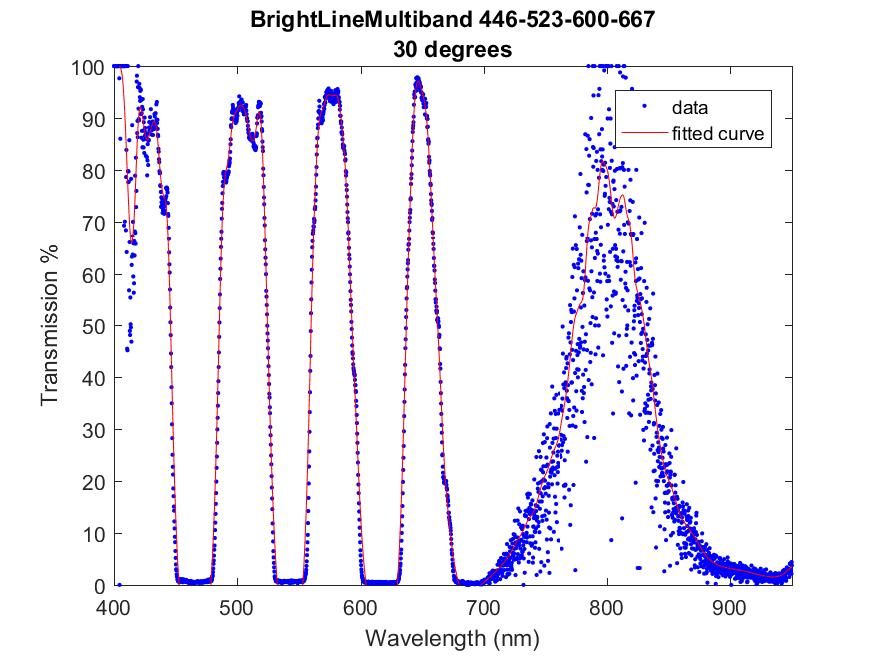 BrightLineMultiband 446-523-600-667
30 degrees
100
90
80
70
60
50
40
30
20
10
0
Transmission %
data
fitted curve
400
500
600
700
800
900
Wavelength (nm)